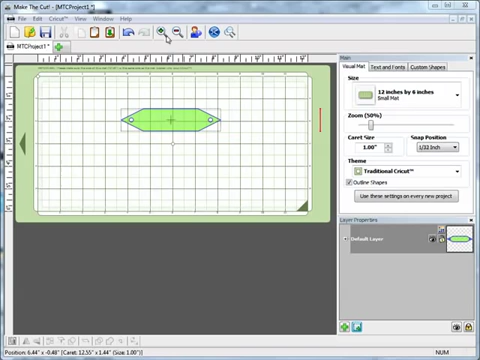 Make The Cut! [MTCProject1 *]
File Edit Cricut™ View Window Help
MTCProject1 *
Main
Visual Mat Text and Fonts Custom Shapes
Size
12 inches by 6 inches
Small Mat
Zoom (50%)
Caret Size Snap Position
1.00" 1/32 Inch
Theme
Traditional Cricut™
Outline Shapes
Use these settings on every new project
Layer Properties
Default Layer
Position: 6.44" x -0.48" [Caret: 12.55" x 1.44" (Size: 1.00")]